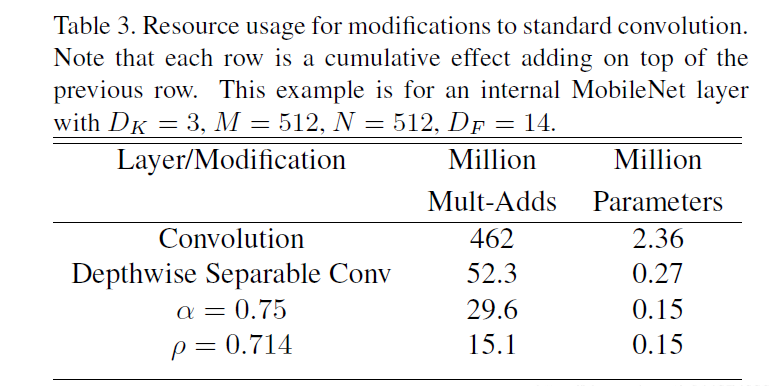 Table 3. Resource usage for modifications to standard convolution.
Note that each row is a cumulative effect adding on top of the
previous row. This example is for an internal MobileNet layer
with D_K = 3, M = 512, N = 512, D_F = 14.
Layer/Modification Million Million
Mult-Adds Parameters
Convolution 462 2.36
Depthwise Separable Conv 52.3 0.27
α = 0.75 29.6 0.15
ρ = 0.714 15.1 0.15